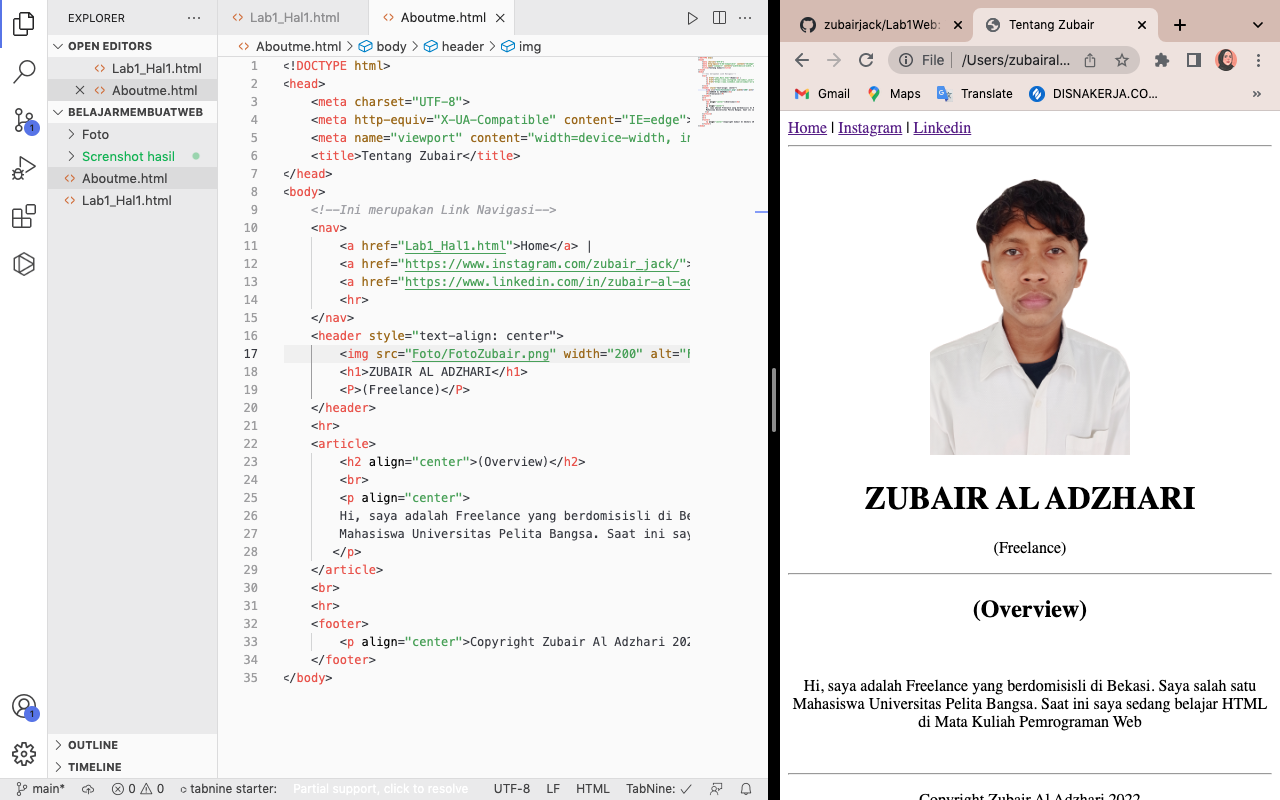 EXPLORER ···
OPEN EDITORS
Lab1_Hal1.html
Aboutme.html
BELAJARMEMBUATWEB
Foto
Screnshot hasil
Aboutme.html
Lab1_Hal1.html
OUTLINE
TIMELINE
1
1
Lab1_Hal1.html
Aboutme.html
Aboutme.html > body > header > img
1 <!DOCTYPE html>
2 <head>
3 <meta charset="UTF-8">
4 <meta http-equiv="X-UA-Compatible" content="IE=edge">
5 <meta name="viewport" content="width=device-width, in
6 <title>Tentang Zubair</title>
7 </head>
8 <body>
9 <!--Ini merupakan Link Navigasi-->
10 <nav>
11 <a href="Lab1_Hal1.html">Home</a> |
12 <a href="https://www.instagram.com/zubair_jack/">
13 <a href="https://www.linkedin.com/in/zubair-al-ad
14 <hr>
15 </nav>
16 <header style="text-align: center">
17 <img src="Foto/FotoZubair.png" width="200" alt="F
18 <h1>ZUBAIR AL ADZHARI</h1>
19 <P>(Freelance)</P>
20 </header>
21 <hr>
22 <article>
23 <h2 align="center">(Overview)</h2>
24 <br>
25 <p align="center">
26 Hi, saya adalah Freelance yang berdomisisli di Be
27 Mahasiswa Universitas Pelita Bangsa. Saat ini say
28 </p>
29 </article>
30 <br>
31 <hr>
32 <footer>
33 <p align="center">Copyright Zubair Al Adzhari 202
34 </footer>
35 </body>
main* 0 0 tabnine starter: Partial support, click to resolve UTF-8 LF HTML TabNine:
zubairjack/Lab1Web:
Tentang Zubair
File | /Users/zubairal...
Gmail Maps Translate DISNAKERJA.CO... »
Home | Instagram | Linkedin
ZUBAIR AL ADZHARI
(Freelance)
(Overview)
Hi, saya adalah Freelance yang berdomisisli di Bekasi. Saya salah satu
Mahasiswa Universitas Pelita Bangsa. Saat ini saya sedang belajar HTML
di Mata Kuliah Pemrograman Web
Copyright Zubair Al Adzhari 2022